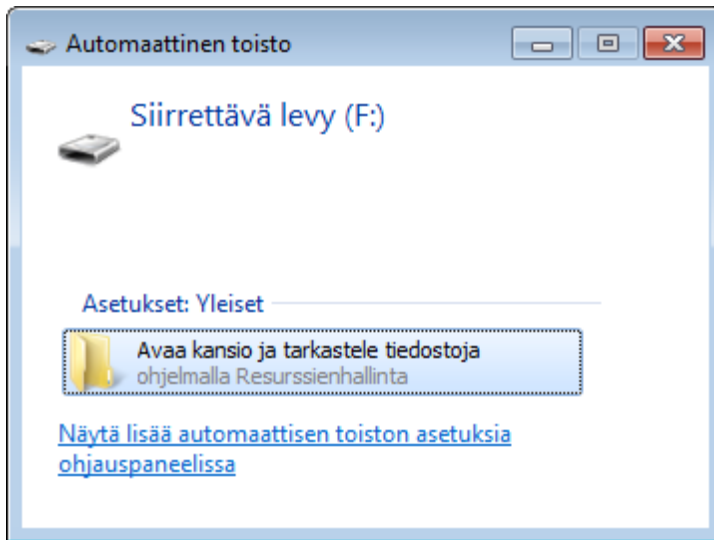 Automaattinen toisto
Siirrettävä levy (F:)
Asetukset: Yleiset
Avaa kansio ja tarkastele tiedostoja
ohjelmalla Resurssienhallinta
Näytä lisää automaattisen toiston asetuksia
ohjauspaneelissa